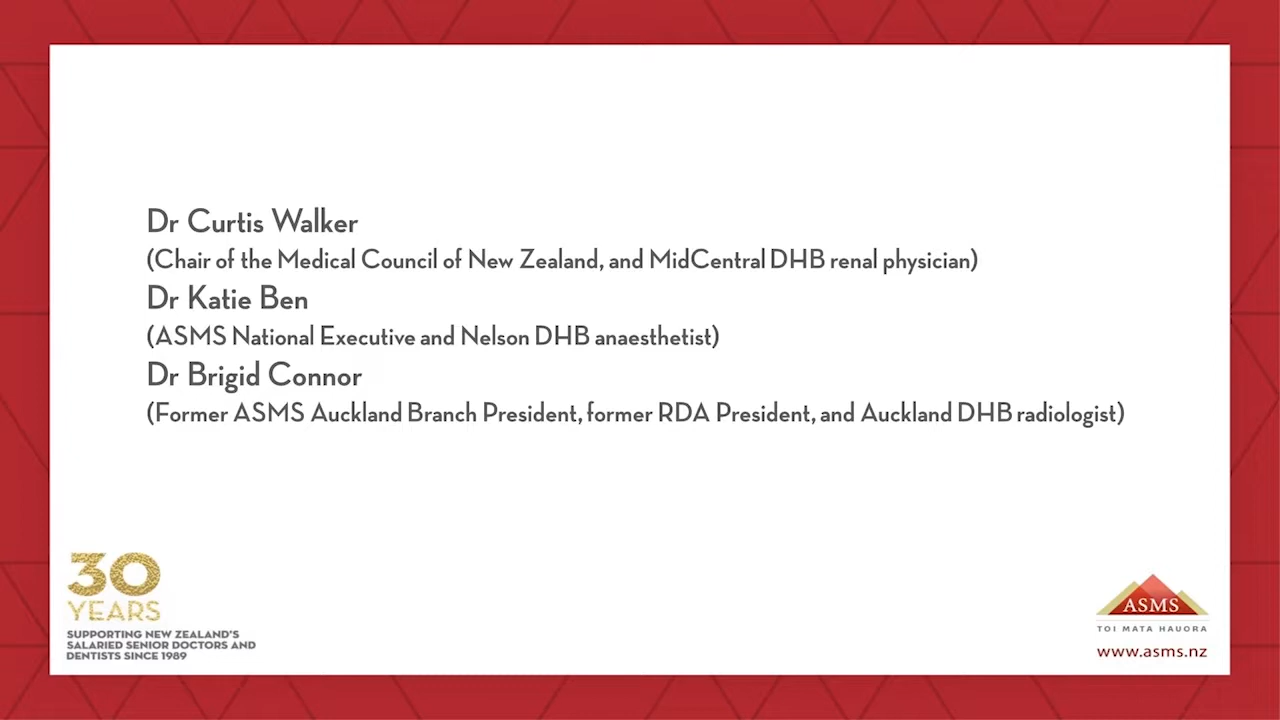 Dr Curtis Walker
(Chair of the Medical Council of New Zealand, and MidCentral DHB renal physician)
Dr Katie Ben
(ASMS National Executive and Nelson DHB anaesthetist)
Dr Brigid Connor
(Former ASMS Auckland Branch President, former RDA President, and Auckland DHB radiologist)
30
YEARS
SUPPORTING NEW ZEALAND'S
SALARIED SENIOR DOCTORS AND
DENTISTS SINCE 1989
ASMS
TOI MATA HAUORA
www.asms.nz